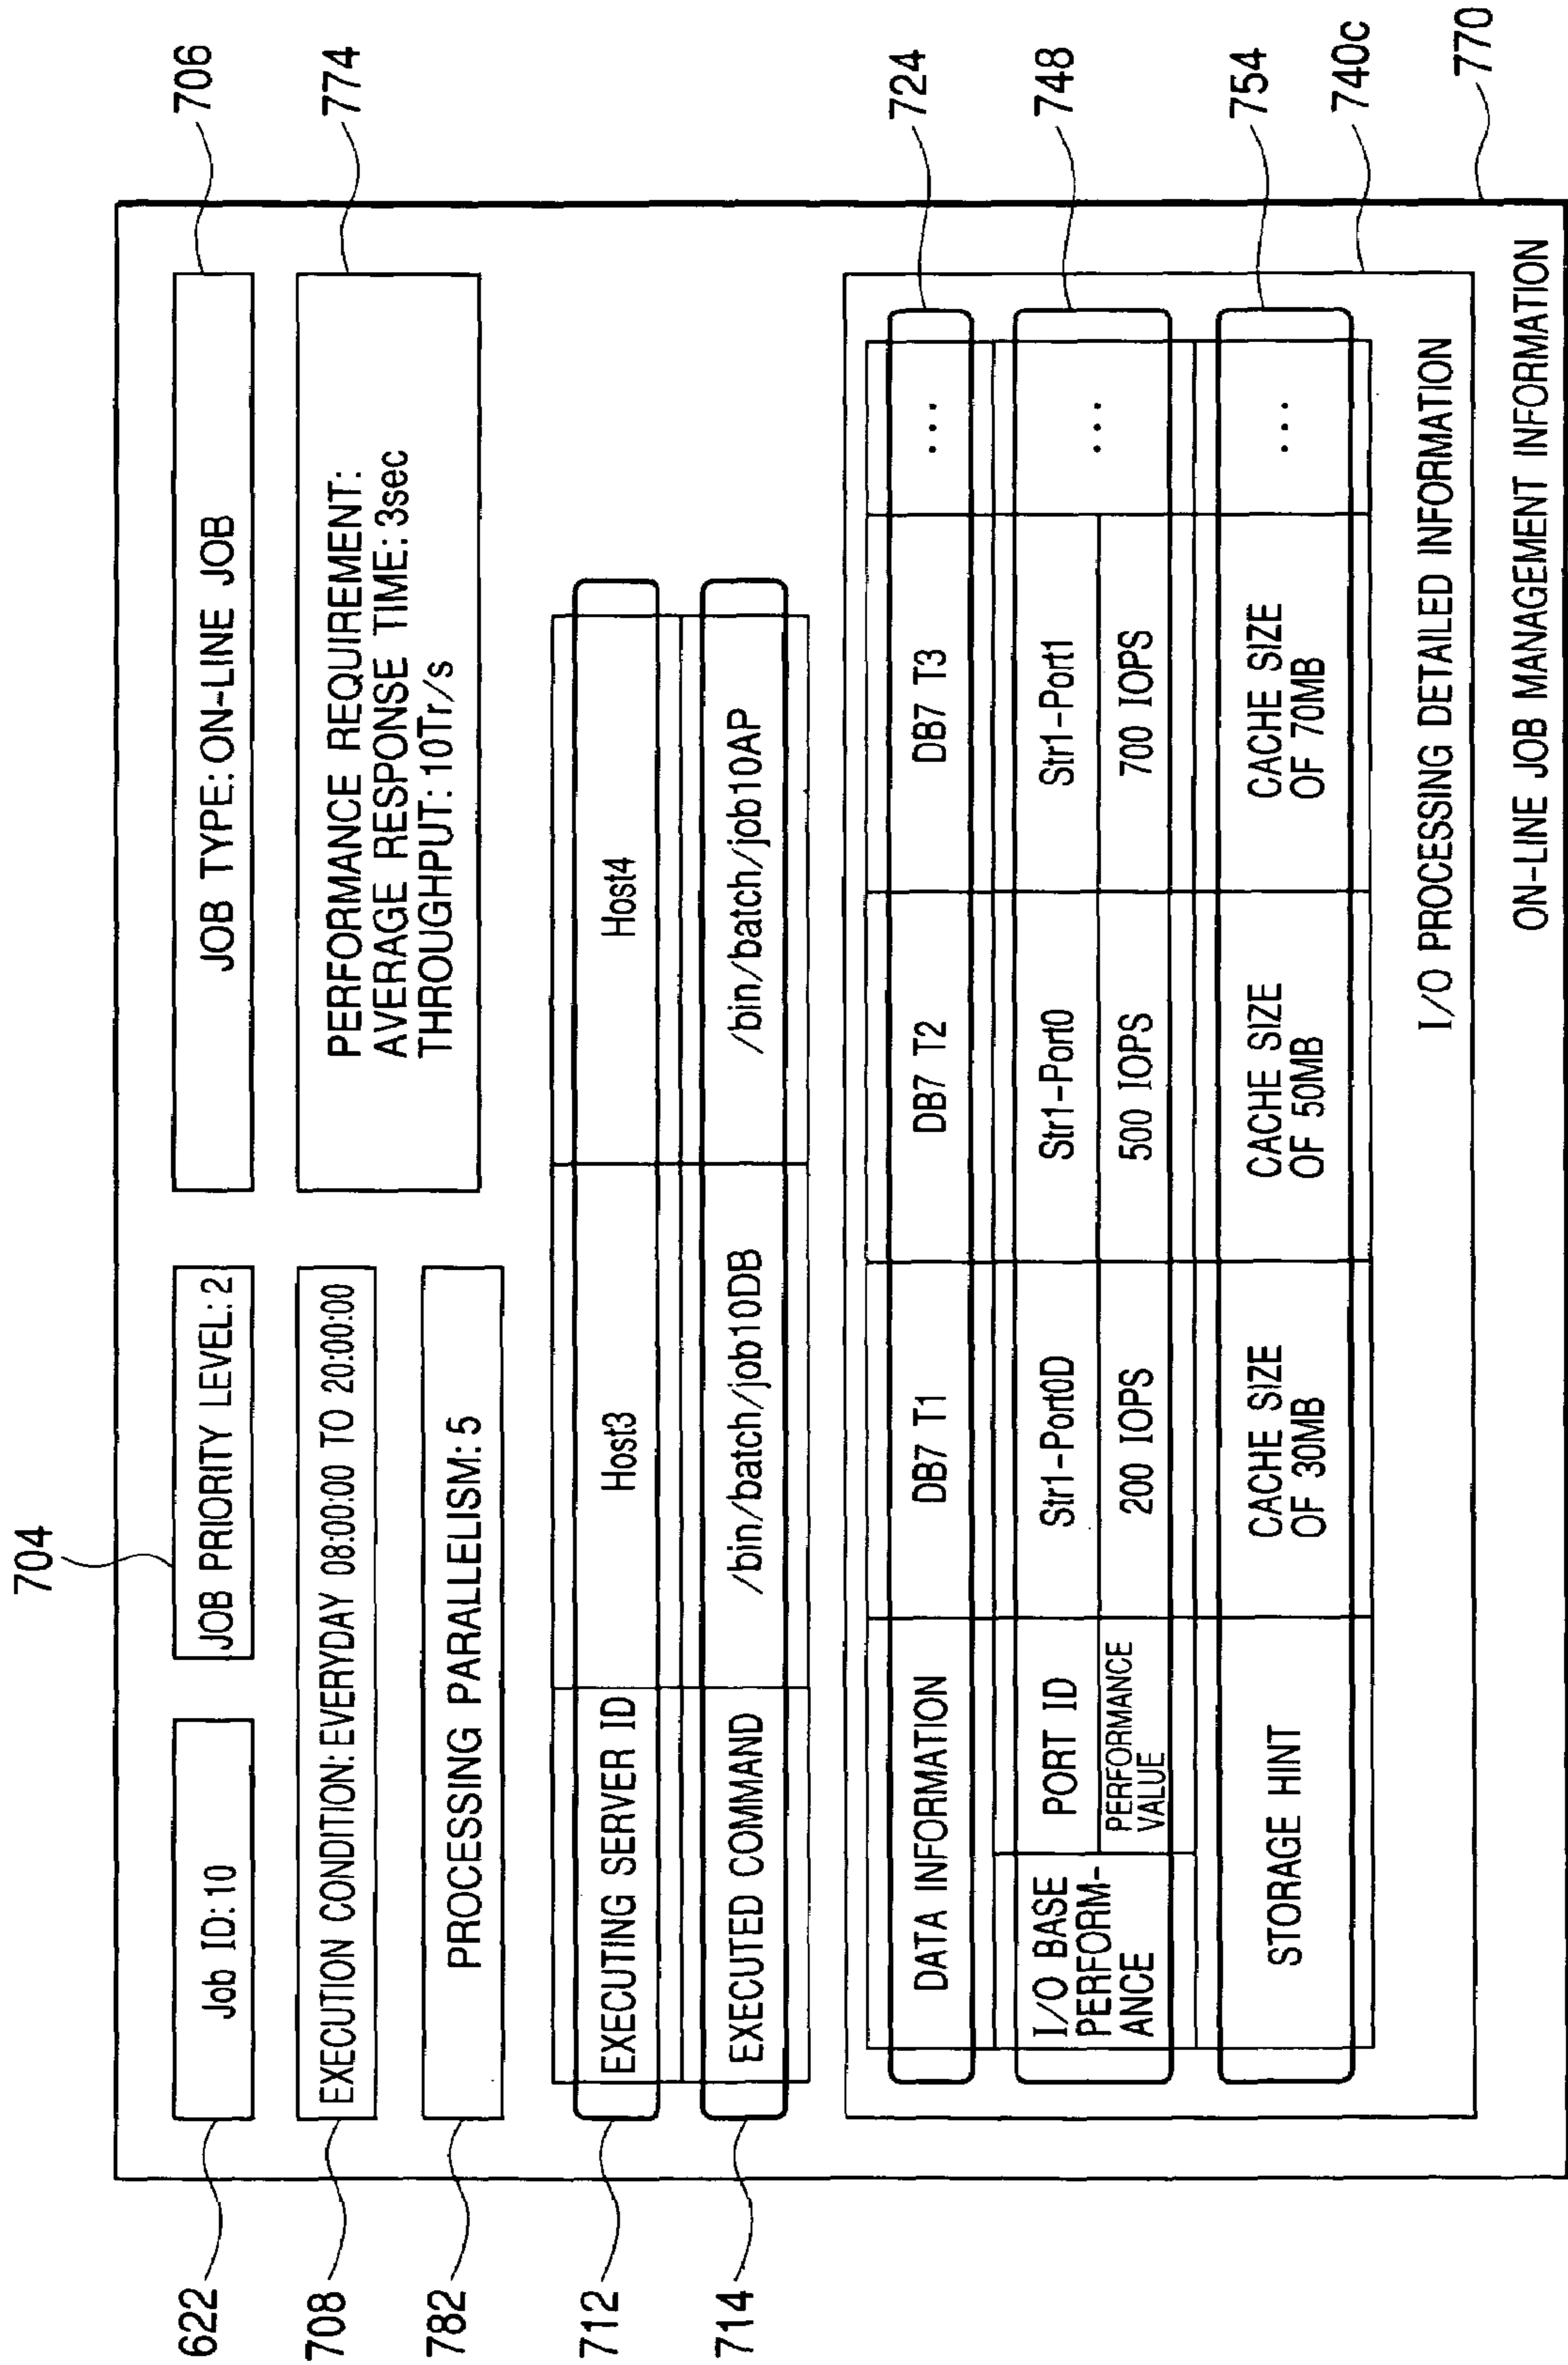 704
622
Job ID: 10
JOB PRIORITY LEVEL: 2
JOB TYPE: ON-LINE JOB
706
708
EXECUTION CONDITION: EVERYDAY 08:00:00 TO 20:00:00
PERFORMANCE REQUIREMENT:
AVERAGE RESPONSE TIME: 3sec
THROUGHPUT: 10Tr/s
774
782
PROCESSING PARALLELISM: 5
712
EXECUTING SERVER ID
Host3
Host4
714
EXECUTED COMMAND
/bin/batch/job10DB
/bin/batch/job10AP
DATA INFORMATION
DB7 T1
DB7 T2
DB7 T3
...
724
I/O BASE
PERFORM-
ANCE
PORT ID
Str1-Port0D
Str1-Port0
Str1-Port1
...
748
PERFORMANCE
VALUE
200 IOPS
500 IOPS
700 IOPS
STORAGE HINT
CACHE SIZE
OF 30MB
CACHE SIZE
OF 50MB
CACHE SIZE
OF 70MB
...
754
I/O PROCESSING DETAILED INFORMATION
740c
ON-LINE JOB MANAGEMENT INFORMATION
770